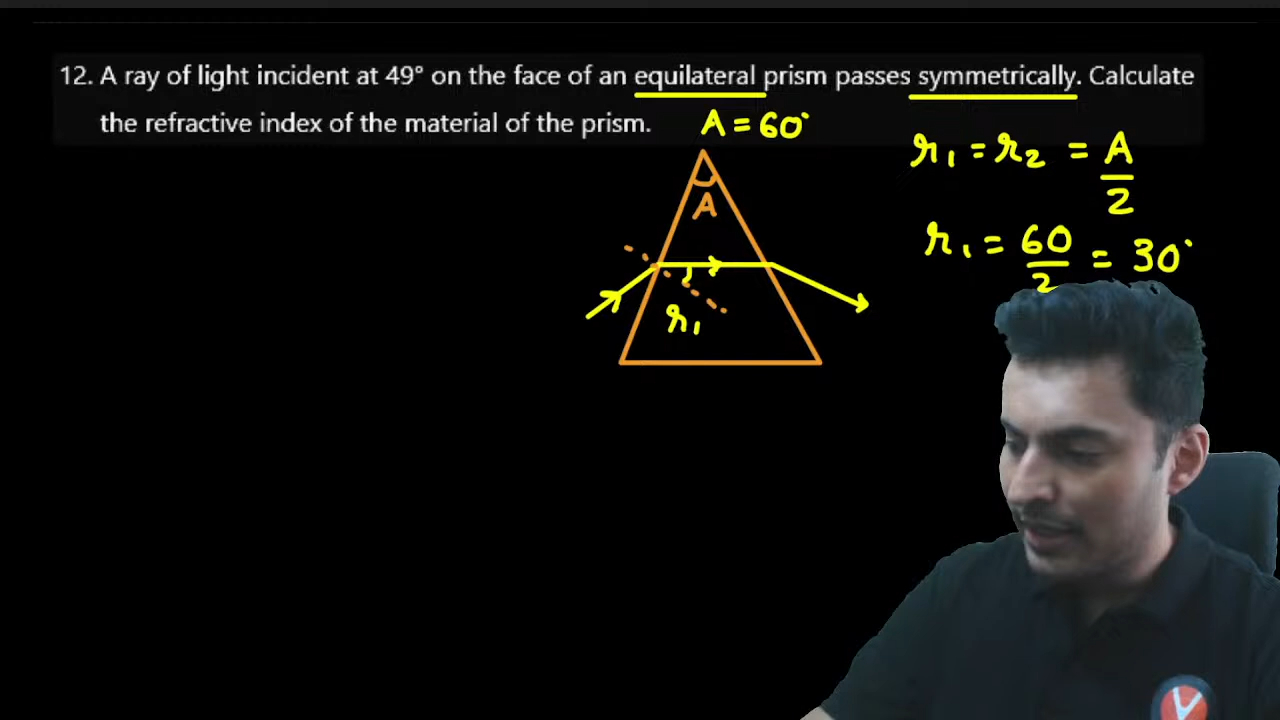 12. A ray of light incident at 49° on the face of an equilateral prism passes symmetrically. Calculate
the refractive index of the material of the prism.
A = 60°
r₁ = r₂ = A/2
A
r₁ = 60/2 = 30°
r₁